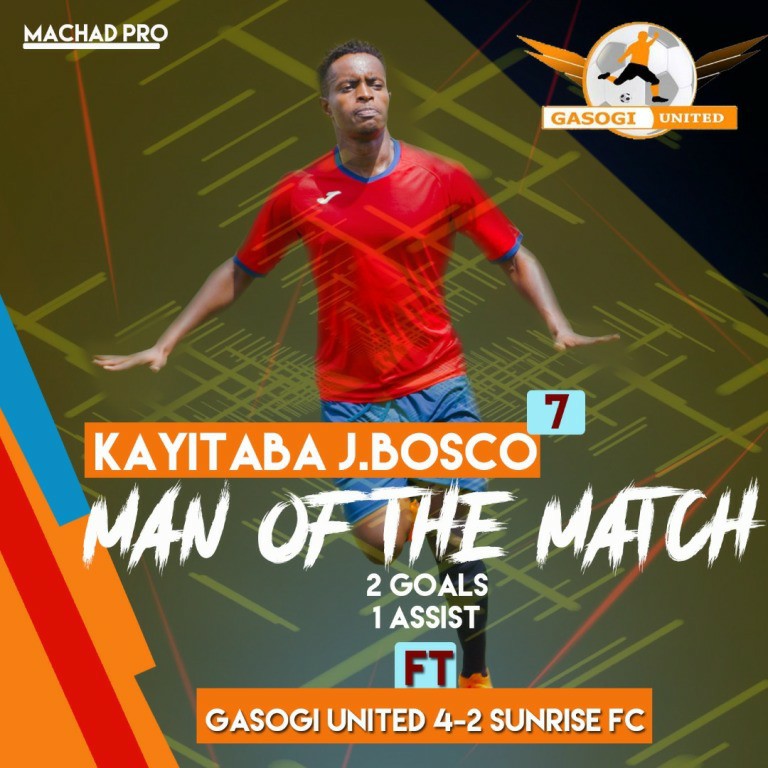 MACHAD PRO
GASOGI UNITED
7
KAYITABA J.BOSCO
MAN OF THE MATCH
2 GOALS
1 ASSIST
FT
GASOGI UNITED 4-2 SUNRISE FC